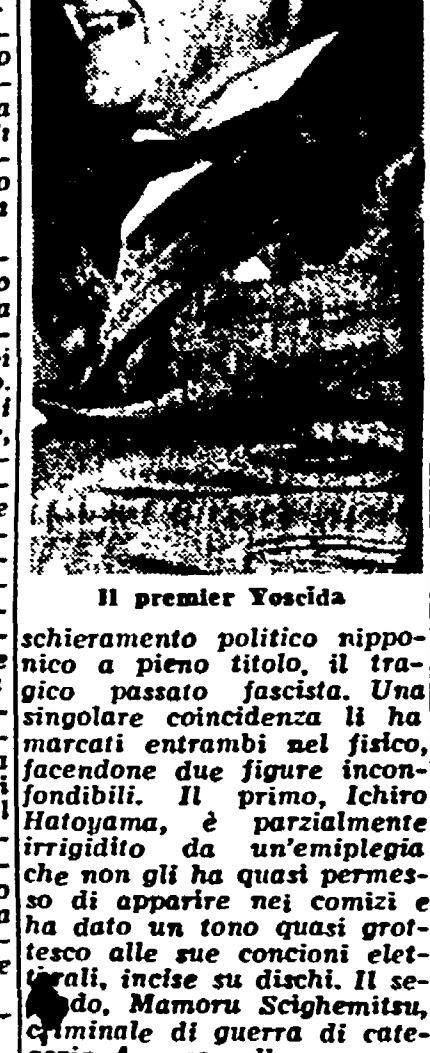 Il premier Yoscida
schieramento politico nippo-
nico a pieno titolo, il tra-
gico passato fascista. Una
singolare coincidenza li ha
marcati entrambi nel fisico,
facendone due figure incon-
fondibili. Il primo, Ichiro
Hatoyama, è parzialmente
irrigidito da un'emiplegia
che non gli ha quasi permes-
so di apparire nei comizi e
ha dato un tono quasi grot-
tesco alle sue concioni elet-
torali, incise su dischi. Il se-
condo, Mamoru Scighemitsu,
criminale di guerra di cate-